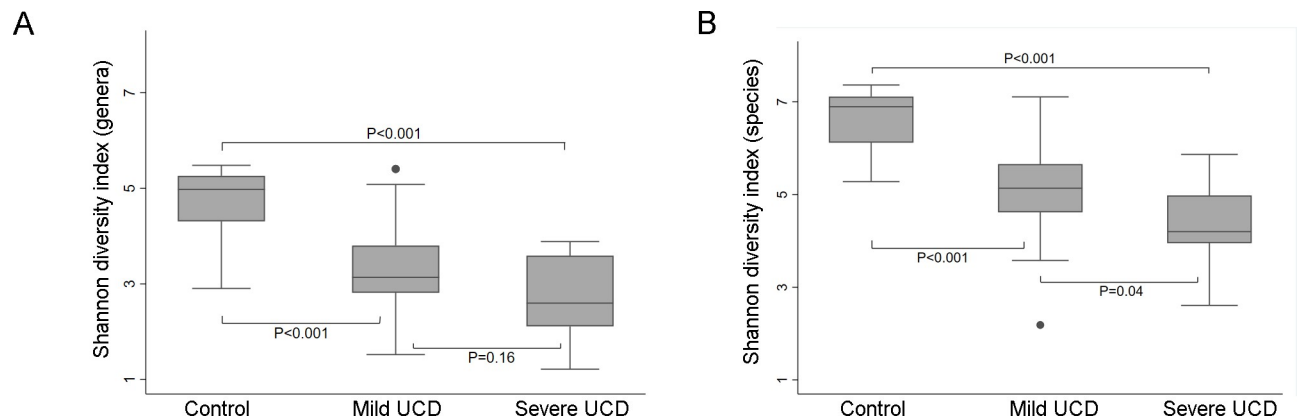 A
Shannon diversity index (genera)
7
5
3
1
P<0.001
P<0.001
P=0.16
Control Mild UCD Severe UCD
B
Shannon diversity index (species)
7
5
3
1
P<0.001
P<0.001
P=0.04
Control Mild UCD Severe UCD